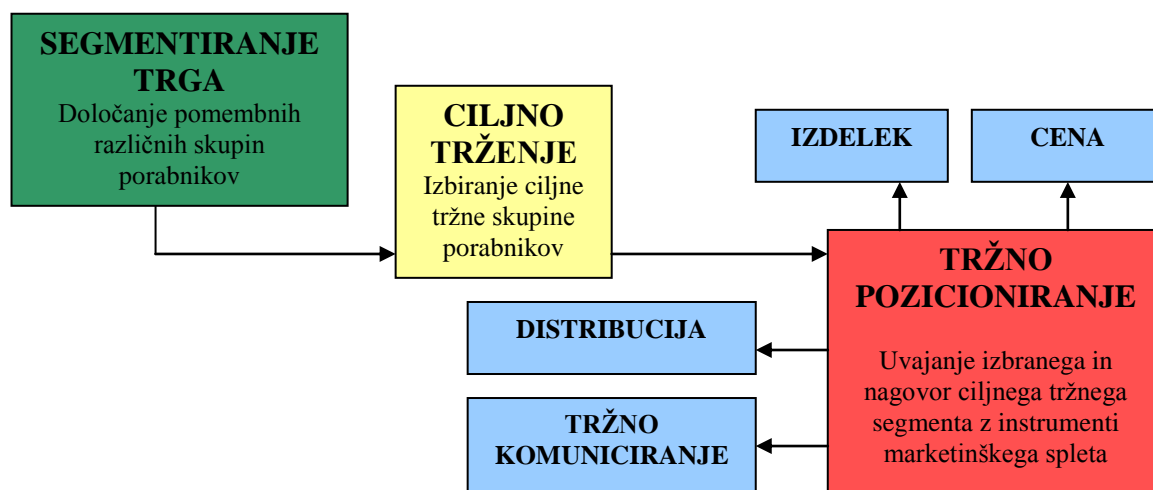 SEGMENTIRANJE
TRGA
Določanje pomembnih
različnih skupin
porabnikov
CILJNO
TRŽENJE
Izbiranje ciljne
tržne skupine
porabnikov
IZDELEK
CENA
TRŽNO
POZICIONIRANJE
Uvajanje izbranega in
nagovor ciljnega tržnega
segmenta z instrumenti
marketinškega spleta
DISTRIBUCIJA
TRŽNO
KOMUNICIRANJE